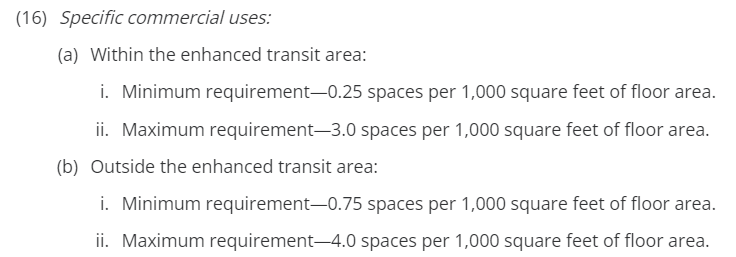 (16) Specific commercial uses:
(a) Within the enhanced transit area:
i. Minimum requirement—0.25 spaces per 1,000 square feet of floor area.
ii. Maximum requirement—3.0 spaces per 1,000 square feet of floor area.
(b) Outside the enhanced transit area:
i. Minimum requirement—0.75 spaces per 1,000 square feet of floor area.
ii. Maximum requirement—4.0 spaces per 1,000 square feet of floor area.